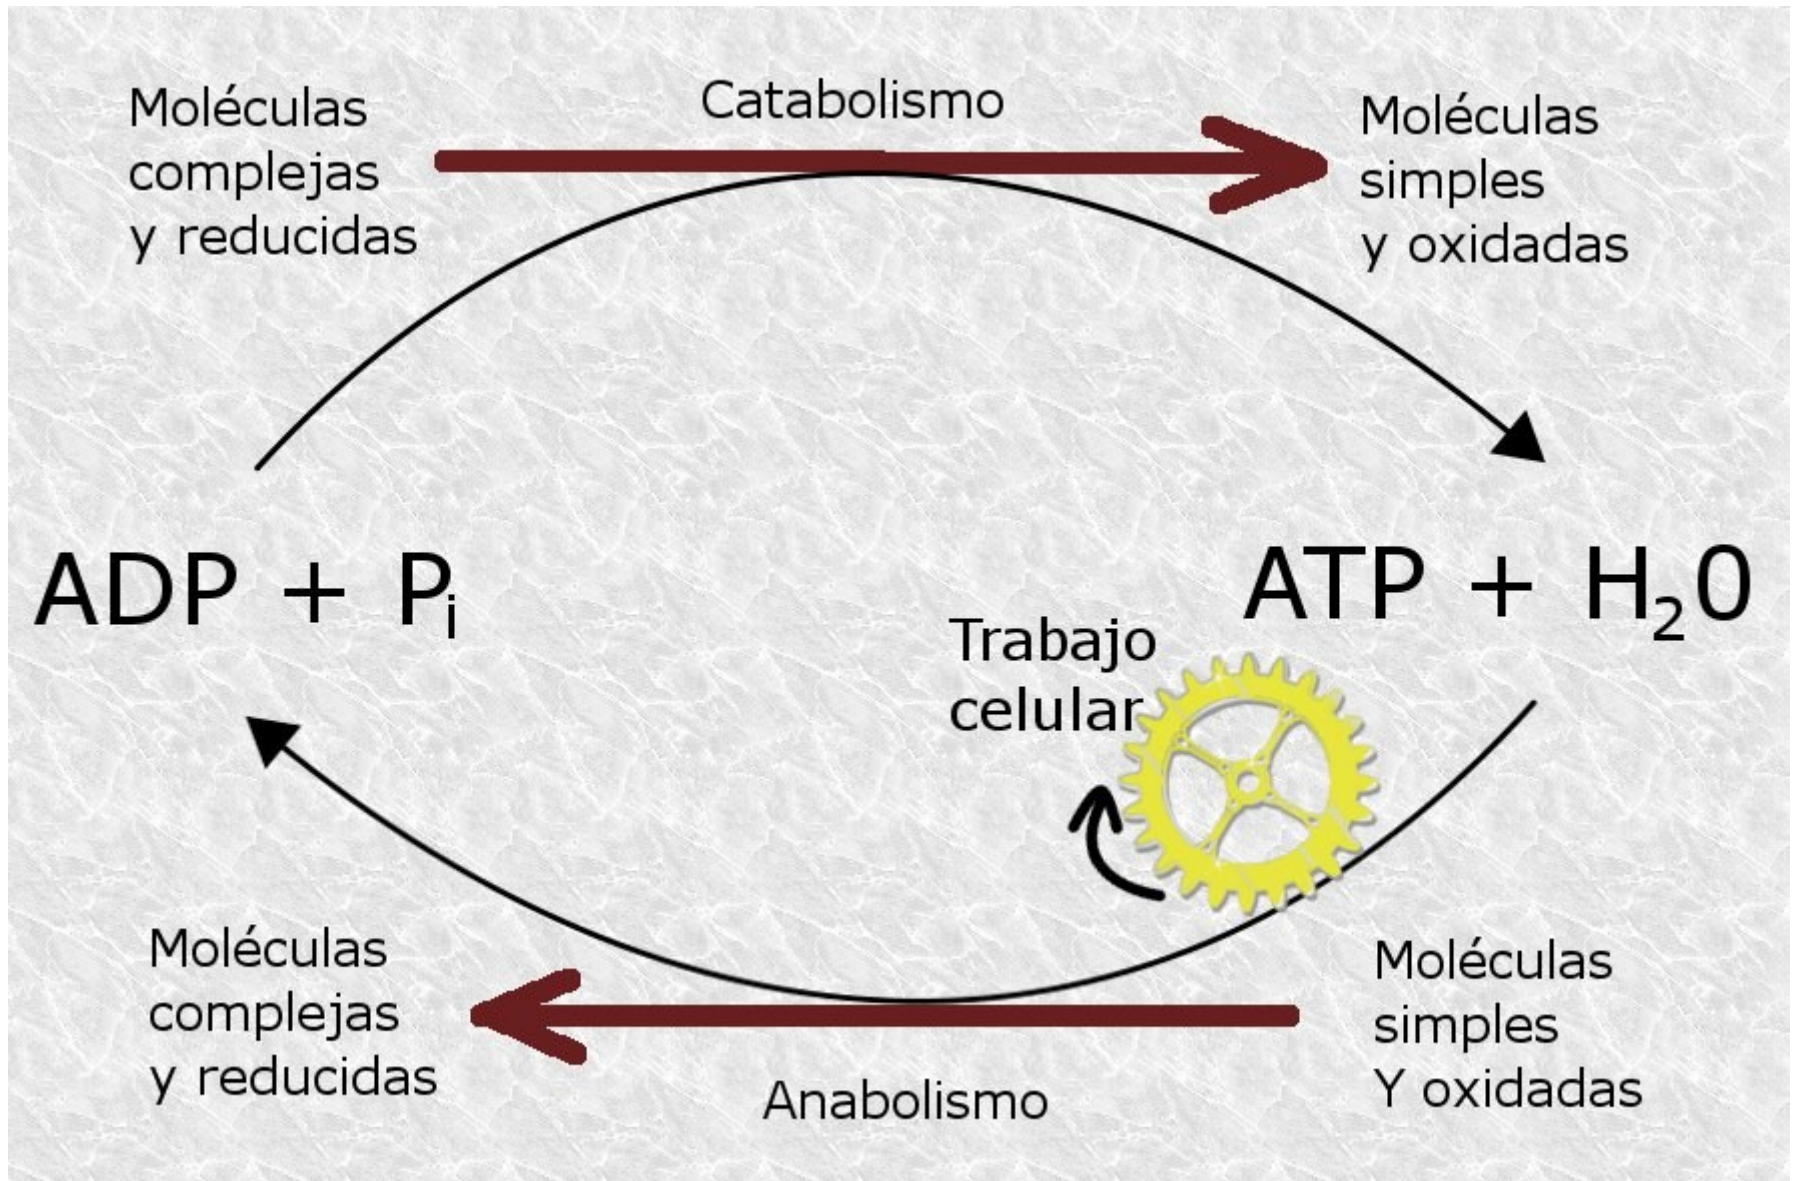 Catabolismo
Moléculas
complejas
y reducidas
Moléculas
simples
y oxidadas
ADP + Pᵢ
ATP + H₂0
Trabajo
celular
Moléculas
complejas
y reducidas
Moléculas
simples
Y oxidadas
Anabolismo